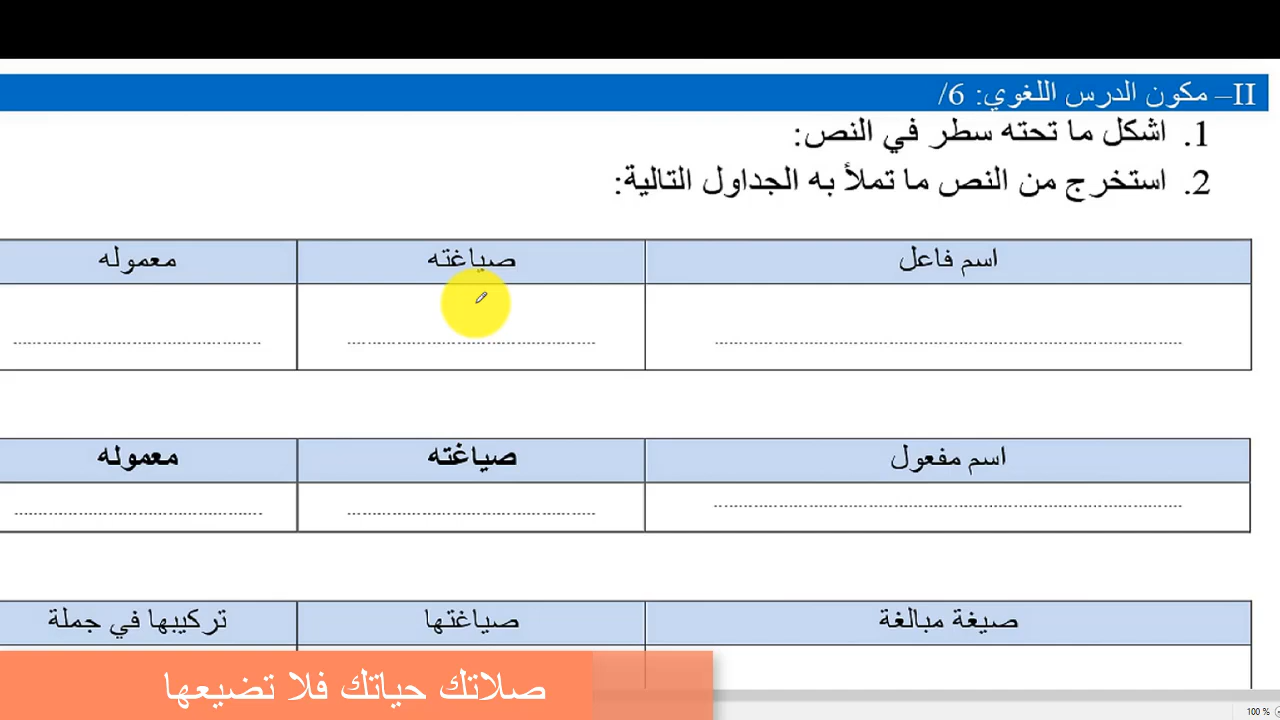 II– مكون الدرس اللغوي: 6/
1. اشكل ما تحته سطر في النص:
2. استخرج من النص ما تملأ به الجداول التالية:
اسم فاعل صياغته معموله
اسم مفعول صياغته معموله
صيغة مبالغة صياغتها تركيبها في جملة
صلاتك حياتك فلا تضيعها
100 %